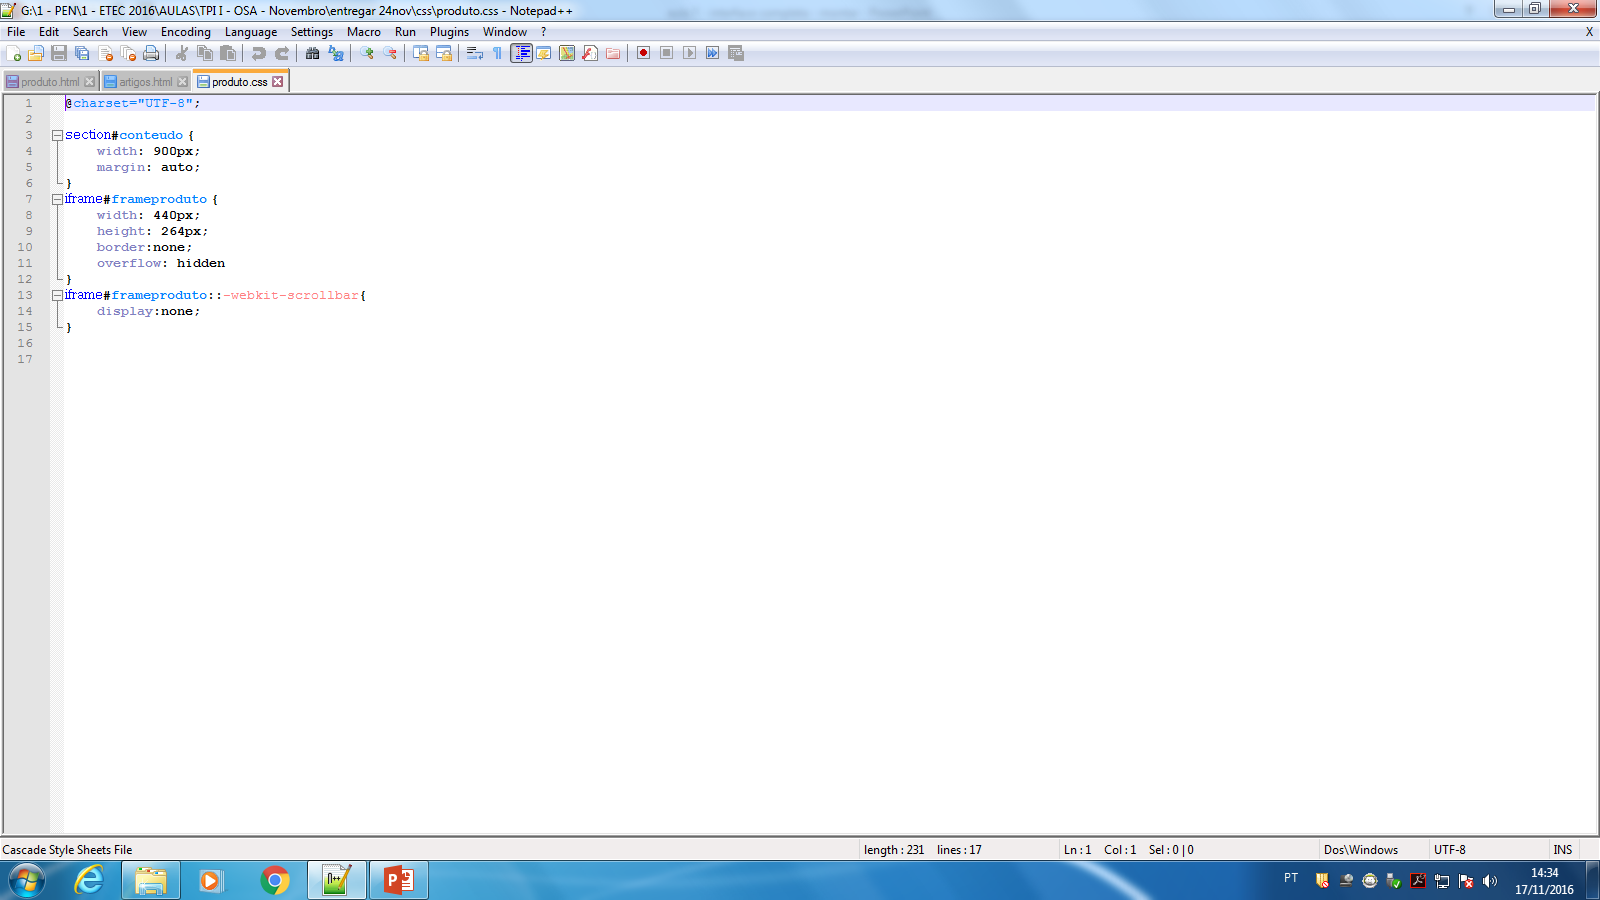 G:\1 - PEN\1 - ETEC 2016\AULAS\TPI I - OSA - Novembro\entregar 24nov\css\produto.css - Notepad++
File Edit Search View Encoding Language Settings Macro Run Plugins Window ? X
produto.html artigos.html produto.css
1 @charset="UTF-8";
2
3 section#conteudo {
4 width: 900px;
5 margin: auto;
6 }
7 iframe#frameproduto {
8 width: 440px;
9 height: 264px;
10 border:none;
11 overflow: hidden
12 }
13 iframe#frameproduto::-webkit-scrollbar{
14 display:none;
15 }
16
17
Cascade Style Sheets File length : 231 lines : 17 Ln : 1 Col : 1 Sel : 0 | 0 Dos\Windows UTF-8 INS
PT 14:34
17/11/2016